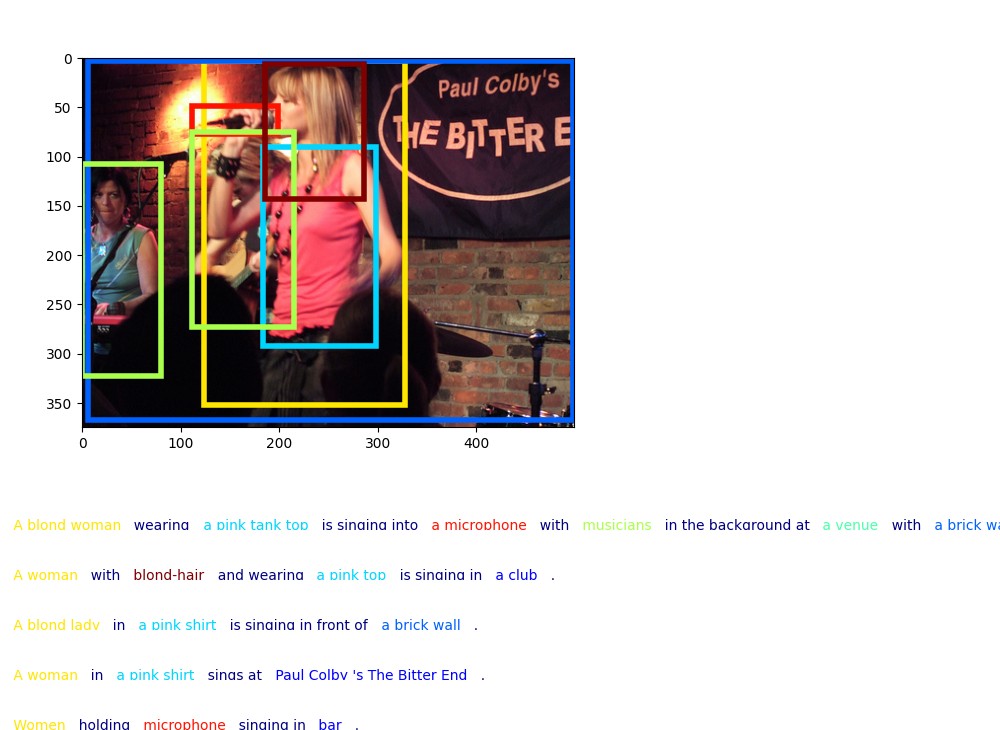 0
50
100
150
200
250
300
350
0 100 200 300 400
Paul Colby's
THE BITTER E
A blond woman wearing a pink tank top is singing into a microphone with musicians in the background at a venue with a brick wa
A woman with blond-hair and wearing a pink top is singing in a club .
A blond lady in a pink shirt is singing in front of a brick wall .
A woman in a pink shirt sings at Paul Colby 's The Bitter End .
Women holding microphone singing in bar .